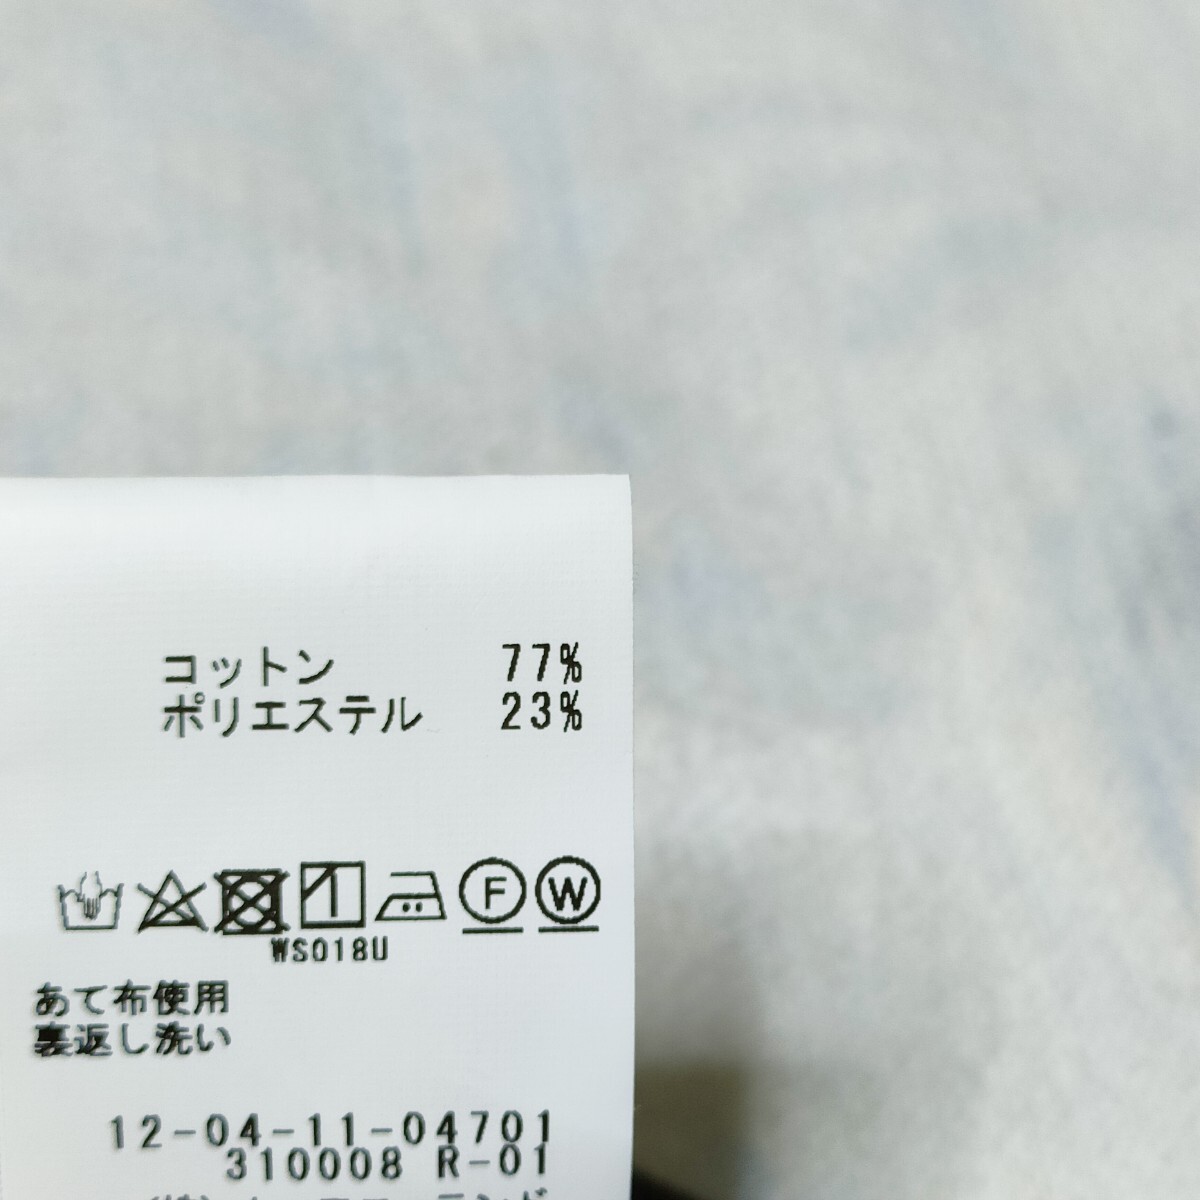 コットン 77%
ポリエステル 23%
F W
WS018U
あて布使用
裏返し洗い
12-04-11-04701
310008 R-01